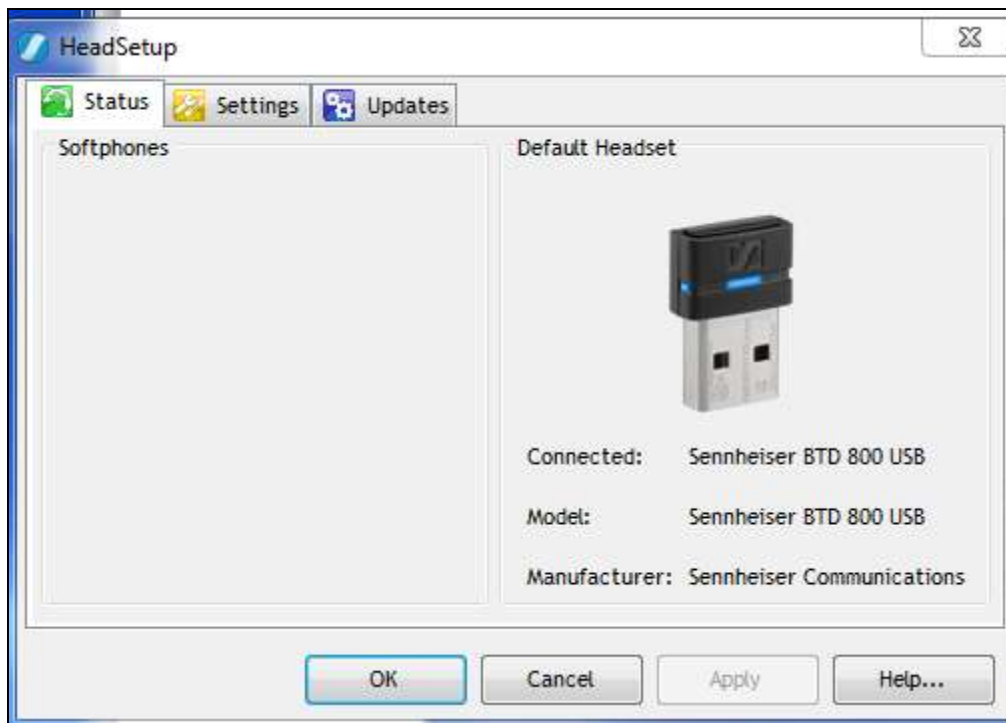 HeadSetup
Status Settings Updates
Softphones
Default Headset
Connected: Sennheiser BTD 800 USB
Model: Sennheiser BTD 800 USB
Manufacturer: Sennheiser Communications
OK Cancel Apply Help...